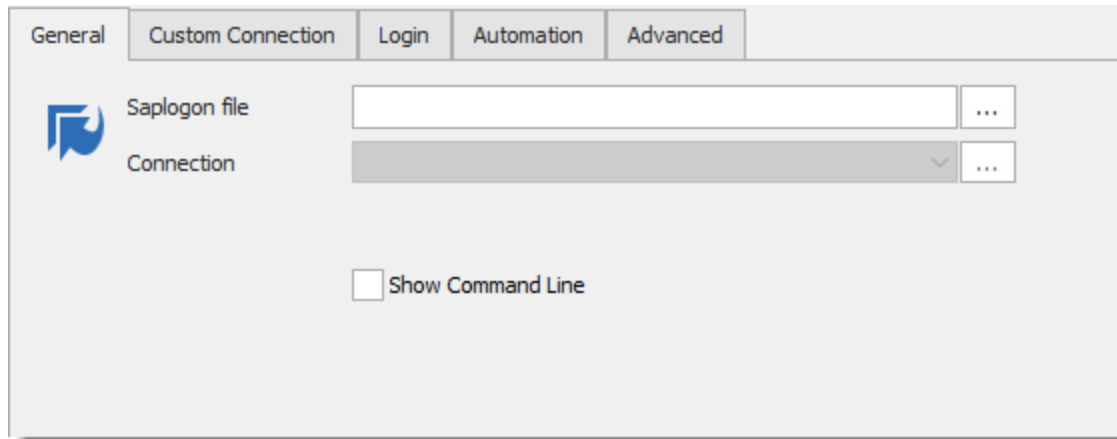 General Custom Connection Login Automation Advanced
Saplogon file ...
Connection ...
Show Command Line